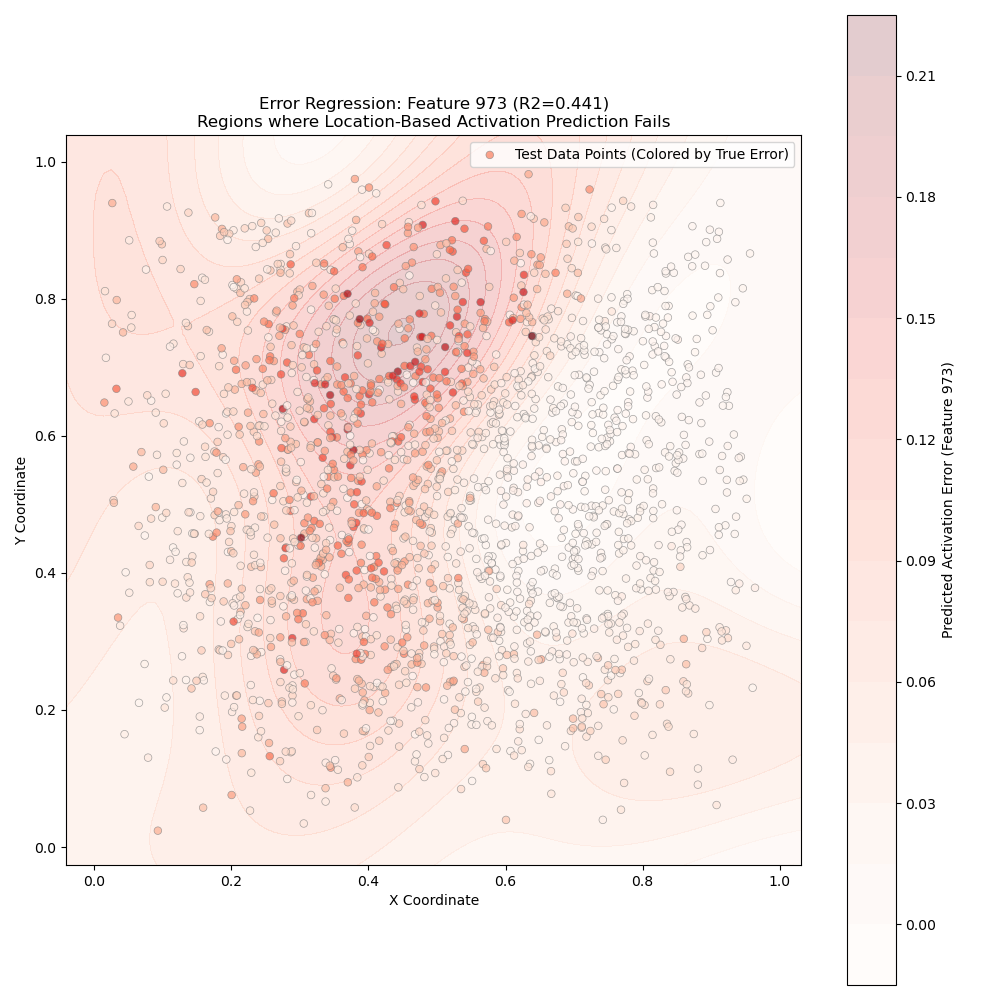 Error Regression: Feature 973 (R2=0.441)
Regions where Location-Based Activation Prediction Fails
Test Data Points (Colored by True Error)
1.0
0.8
0.6
0.4
0.2
0.0
Y Coordinate
0.0 0.2 0.4 0.6 0.8 1.0
X Coordinate
0.21
0.18
0.15
0.12
0.09
0.06
0.03
0.00
Predicted Activation Error (Feature 973)